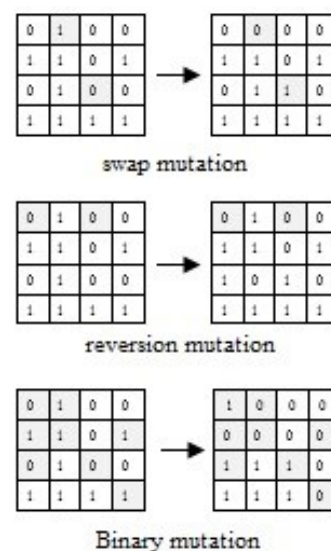 0 1 0 0 0 0 0 0
1 1 0 1 1 1 0 1
0 1 0 0 0 1 1 0
1 1 1 1 1 1 1 1
swap mutation
0 1 0 0 0 1 0 0
1 1 0 1 1 1 0 1
0 1 0 0 1 0 1 0
1 1 1 1 1 1 1 1
reversion mutation
0 1 0 0 1 0 0 0
1 1 0 1 0 0 0 0
0 1 0 0 1 1 1 0
1 1 1 1 1 1 1 0
Binary mutation